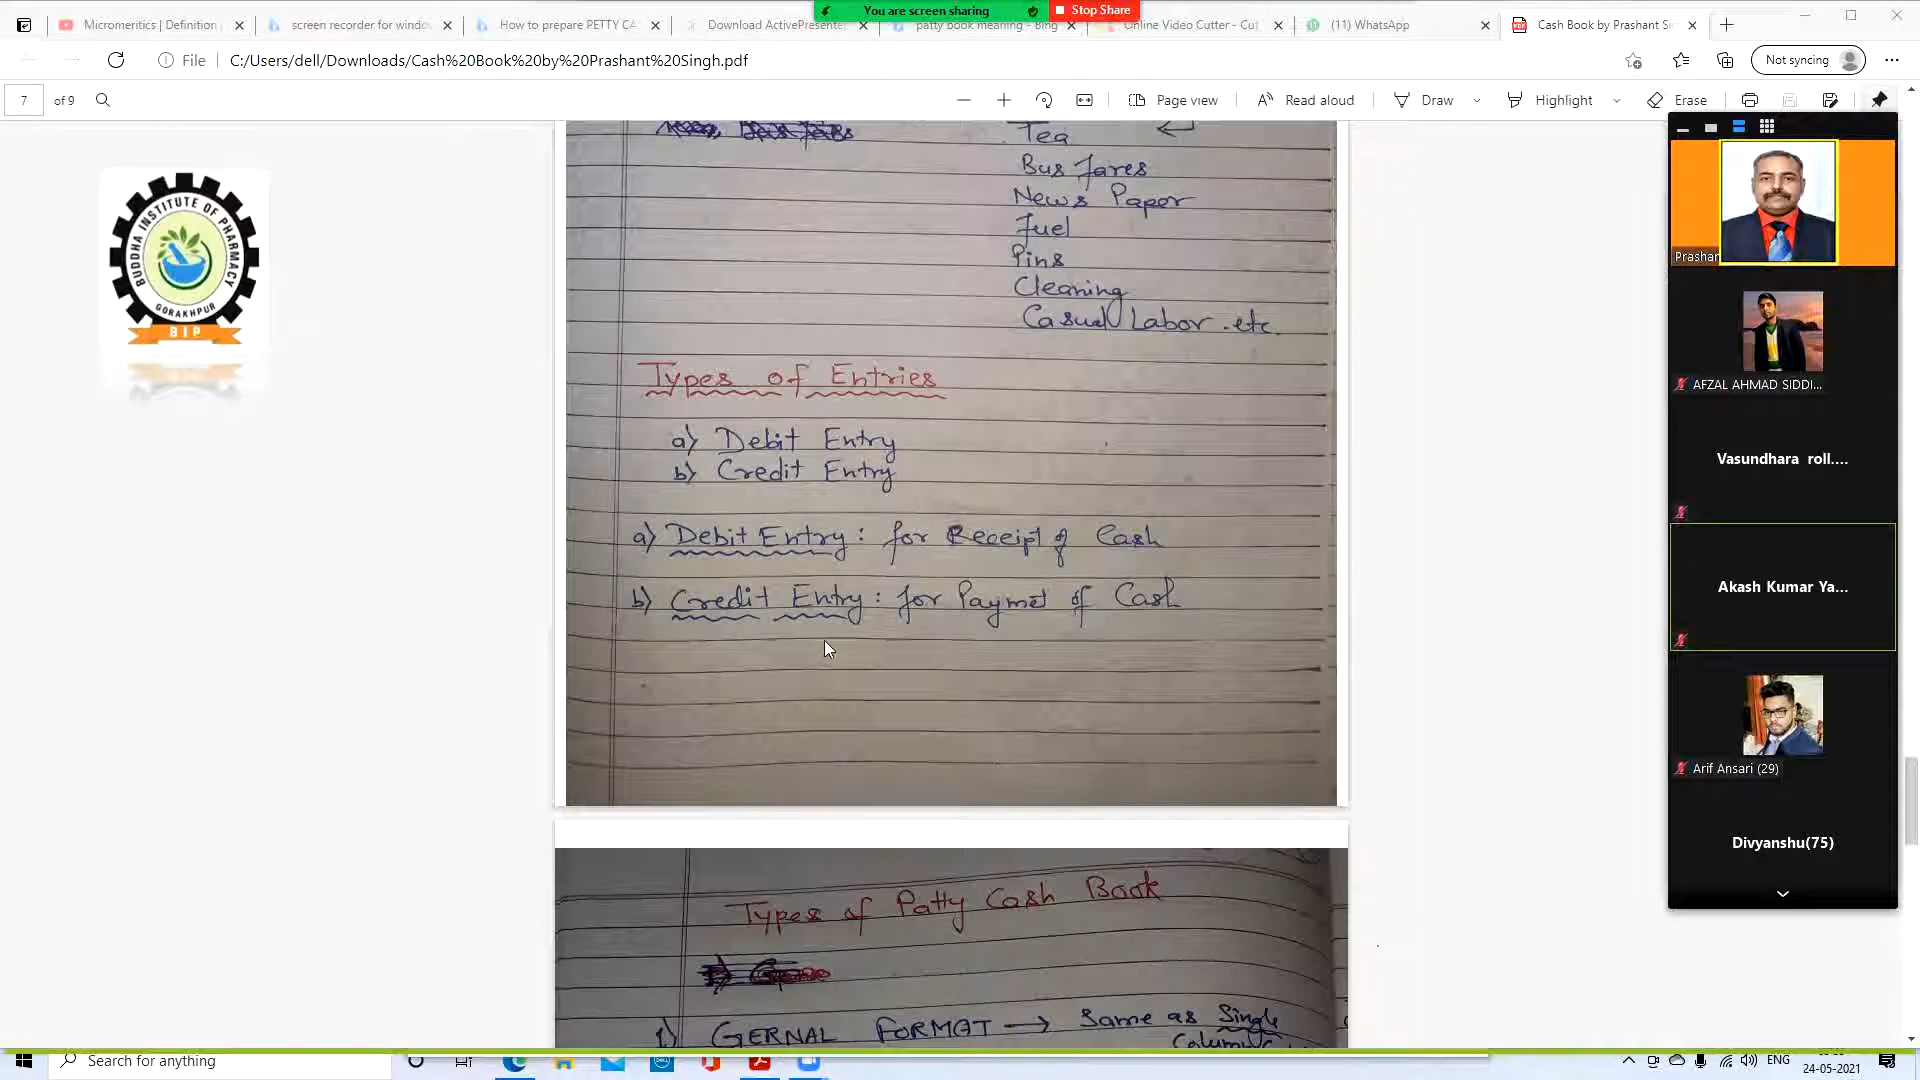 Micromeritics | Definition
screen recorder for windo
How to prepare PETTY CA
Download ActivePresente
patty book meaning - Bing
Online Video Cutter - Cut
(11) WhatsApp
Cash Book by Prashant Si
You are screen sharing
Stop Share
File
C:/Users/dell/Downloads/Cash%20Book%20by%20Prashant%20Singh.pdf
Not syncing
7
of 9
Page view
Read aloud
Draw
Highlight
Erase
BUDDHA INSTITUTE OF PHARMACY
GORAKHPUR
BIP
Tea
Bus fares
News Paper
Fuel
Pins
Cleaning
Casual Labor .etc.
Types of Entries
a) Debit Entry
b) Credit Entry
a) Debit Entry : for Receipt of Cash
b) Credit Entry : for Paymet of Cash
Types of Patty Cash Book
1) GERNAL FORMAT → Same as Single
Column
Prashan
AFZAL AHMAD SIDDI...
Vasundhara roll....
Akash Kumar Ya...
Arif Ansari (29)
Divyanshu(75)
Search for anything
ENG
24-05-2021